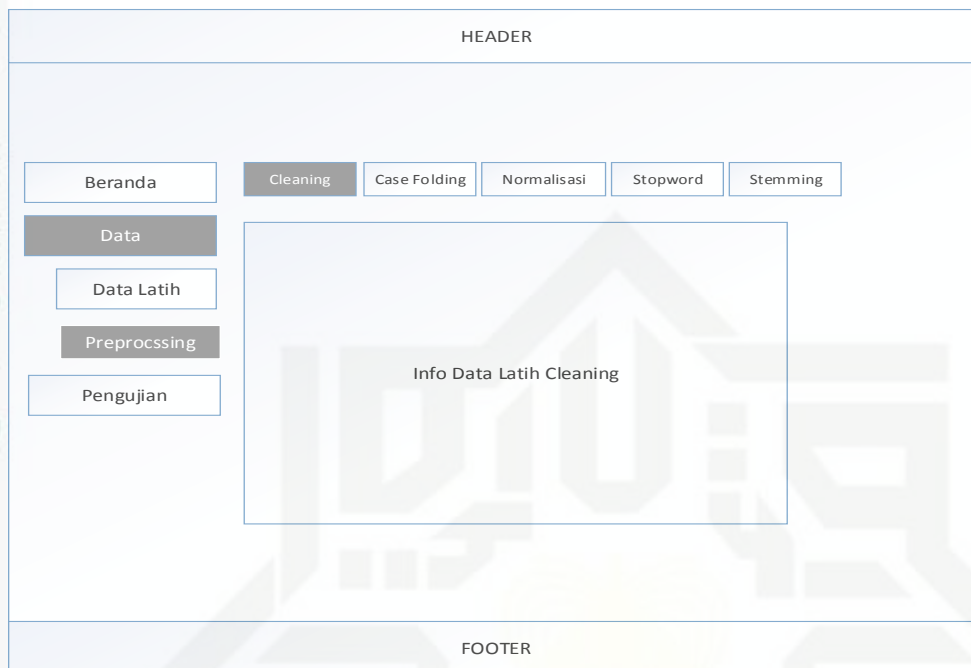 HEADER
Beranda
Cleaning
Case Folding
Normalisasi
Stopword
Stemming
Data
Data Latih
Preprocssing
Pengujian
Info Data Latih Cleaning
FOOTER